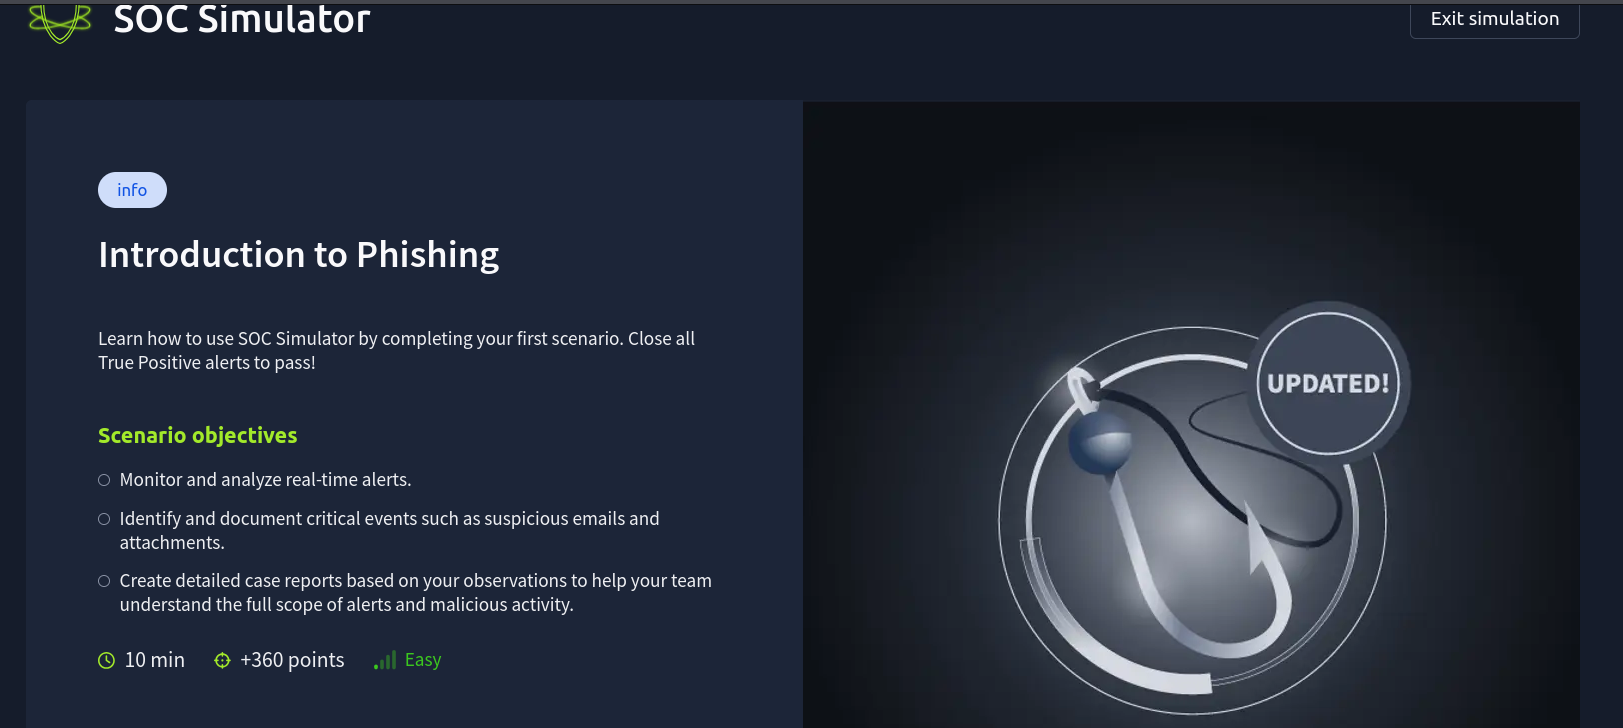 SOC Simulator
Exit simulation
info
Introduction to Phishing
Learn how to use SOC Simulator by completing your first scenario. Close all
True Positive alerts to pass!
Scenario objectives
Monitor and analyze real-time alerts.
Identify and document critical events such as suspicious emails and
attachments.
Create detailed case reports based on your observations to help your team
understand the full scope of alerts and malicious activity.
10 min +360 points Easy
UPDATED!